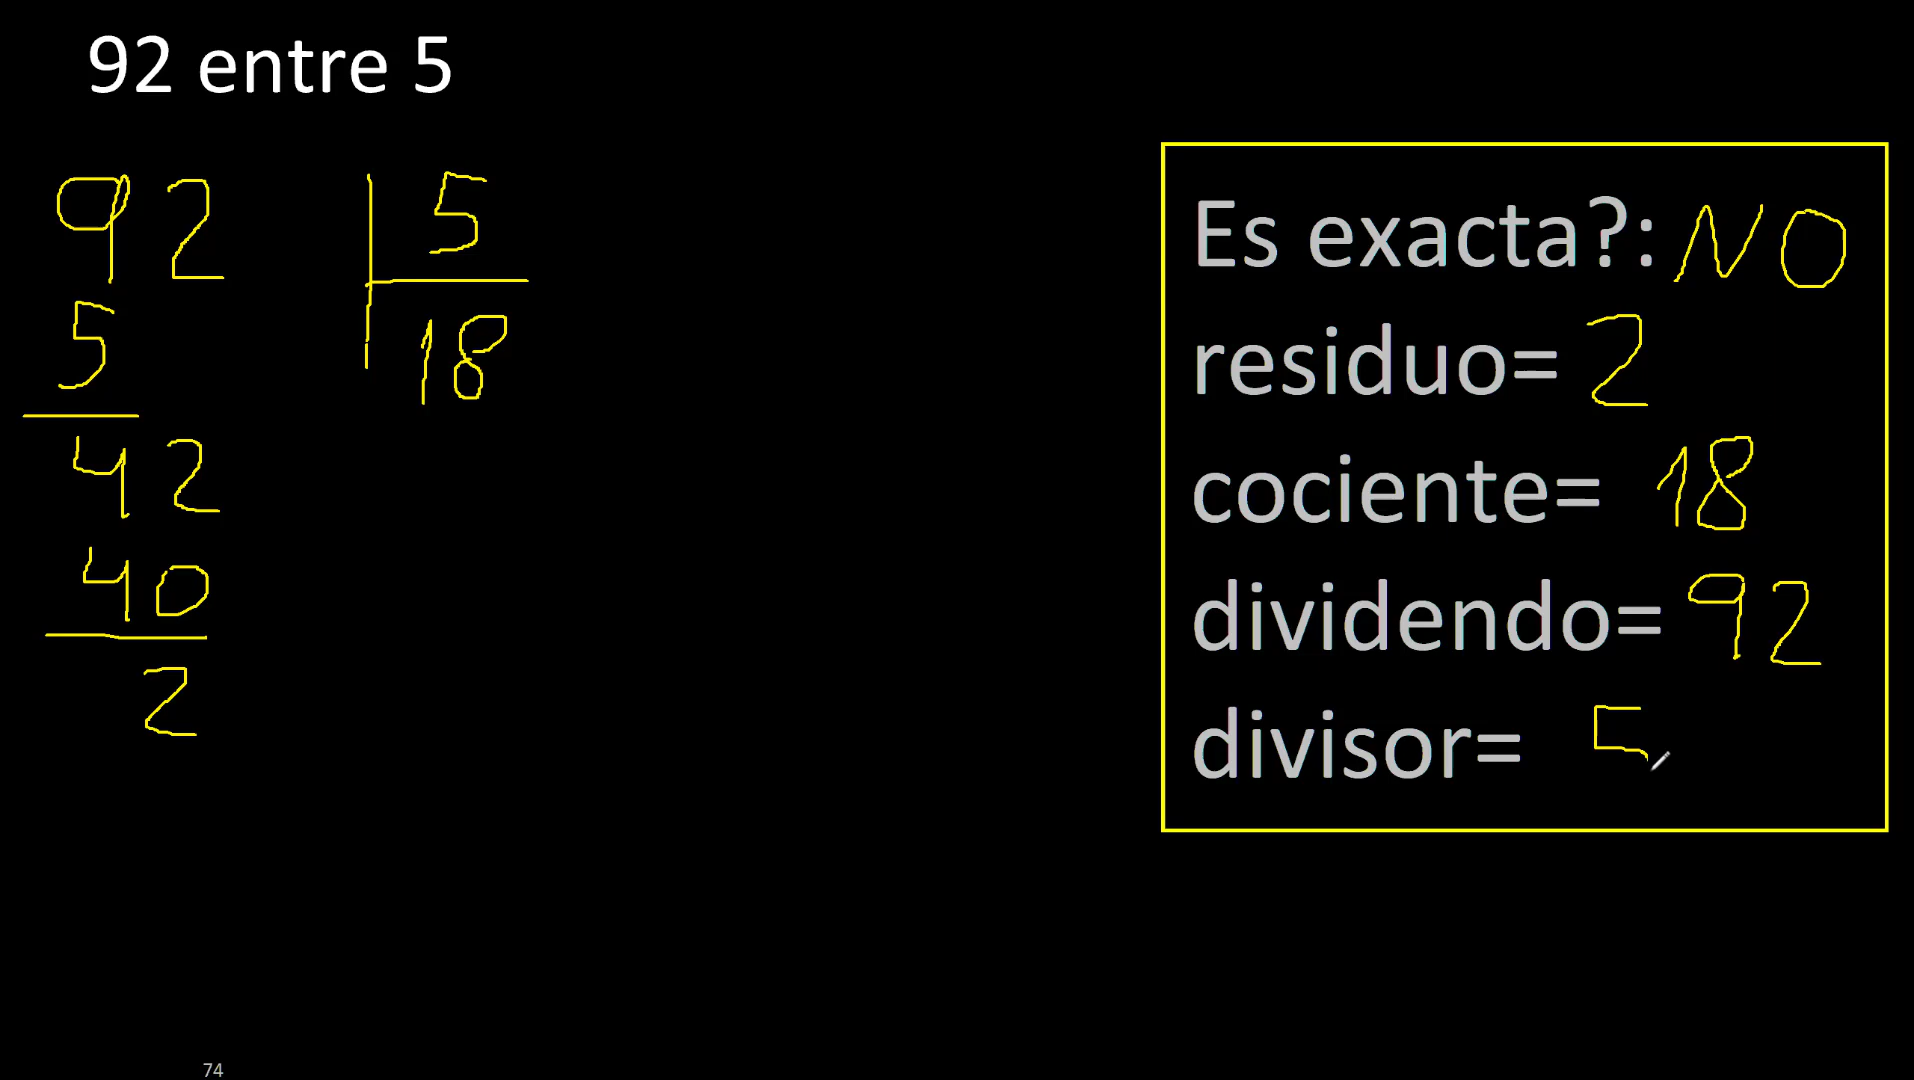 92 entre 5
92 5
5 18
42
40
2
Es exacta?: NO
residuo= 2
cociente= 18
dividendo= 92
divisor= 5
74